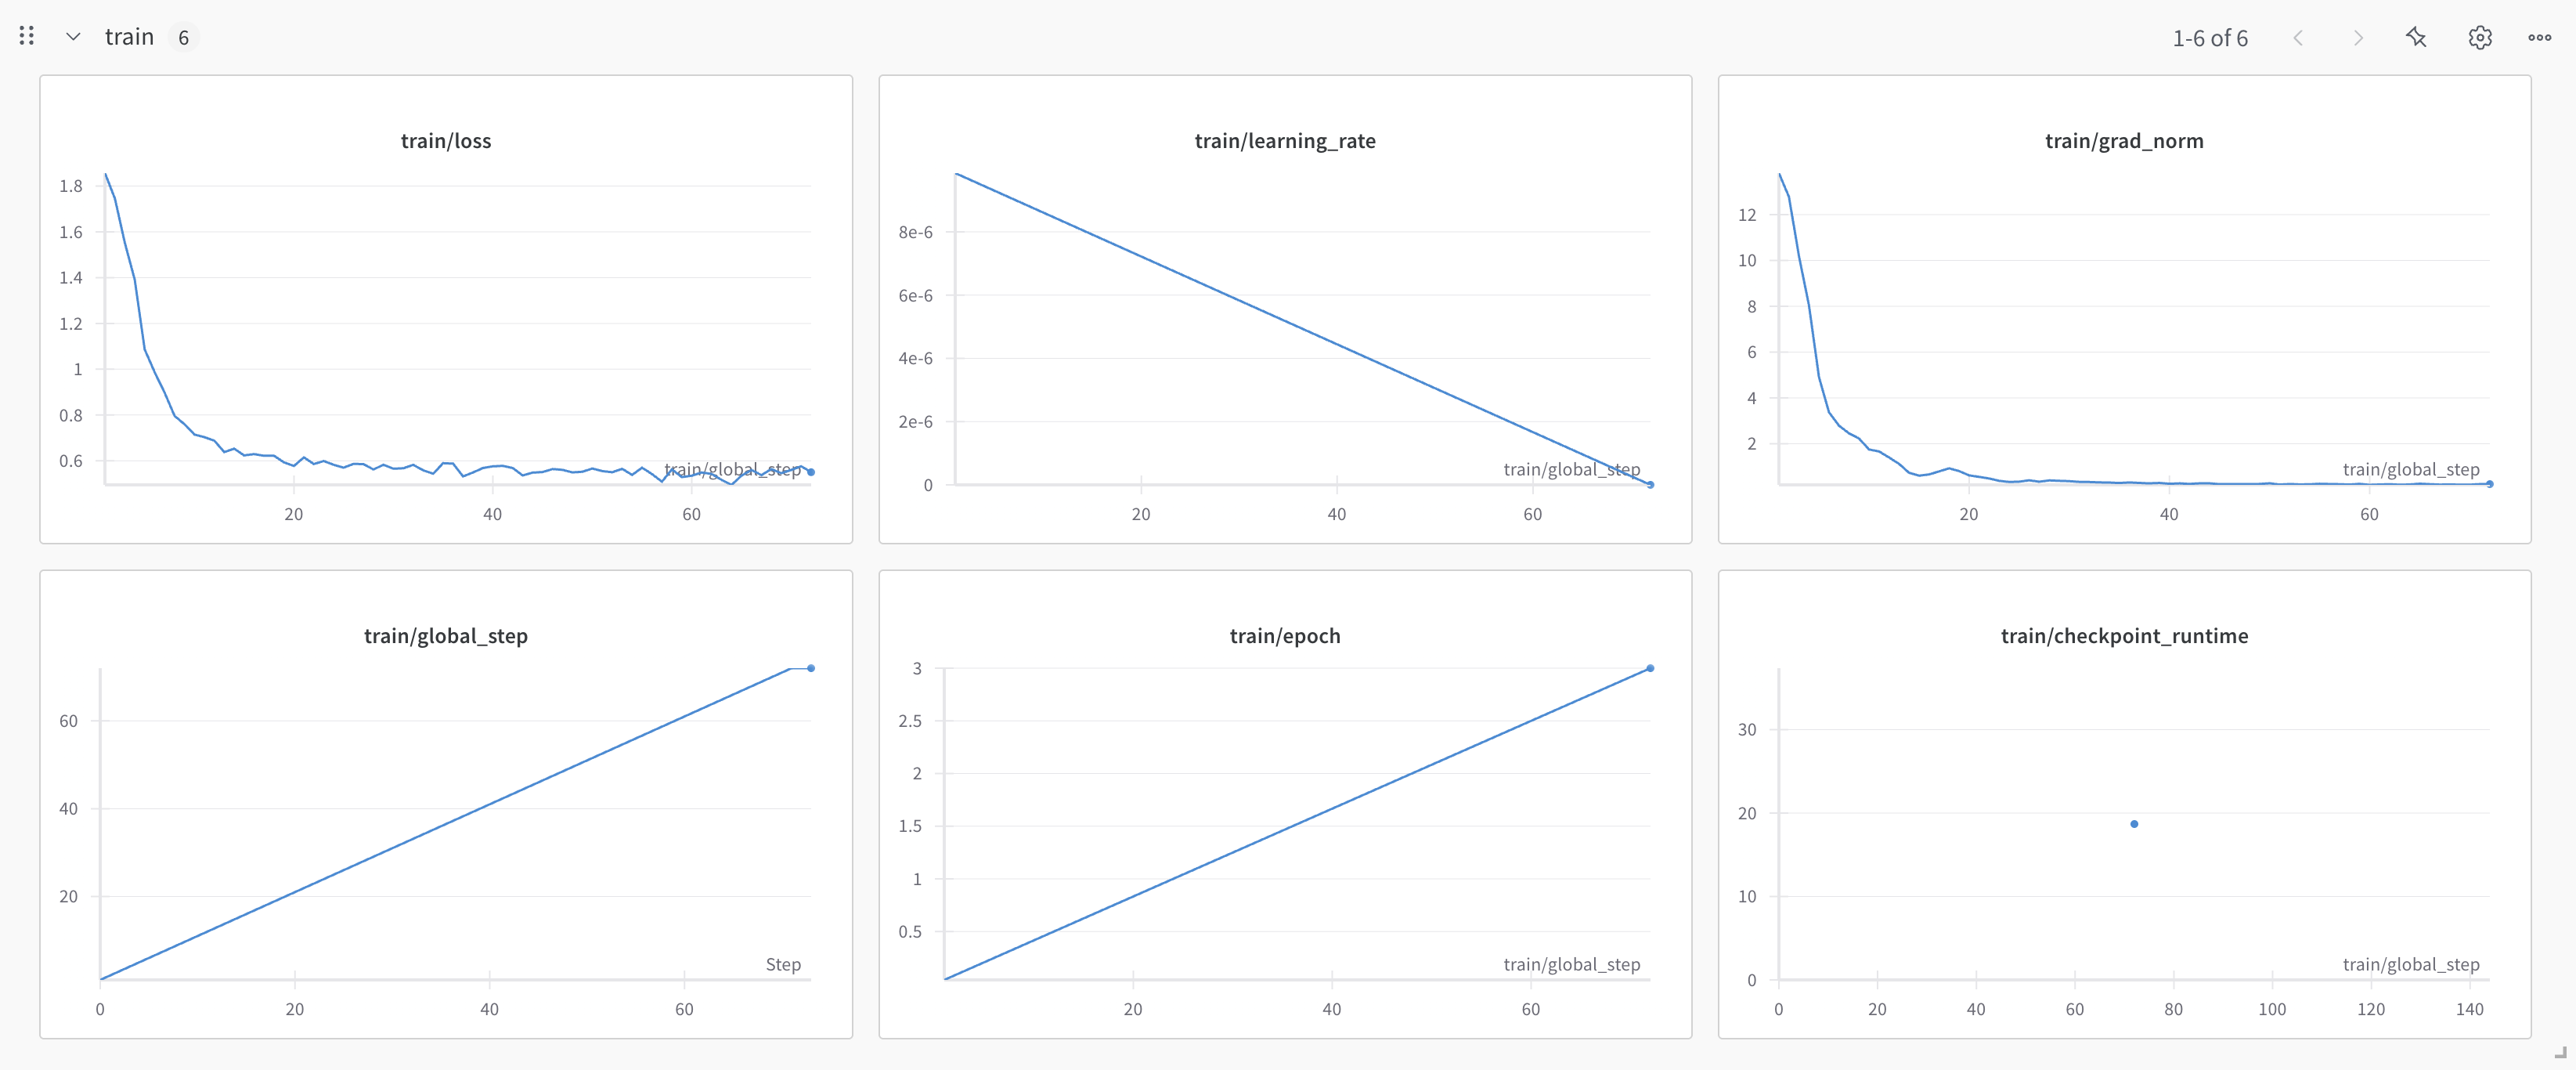 train 6
1-6 of 6
train/loss
1.8
1.6
1.4
1.2
1
0.8
0.6
train/global_step
20 40 60
train/learning_rate
8e-6
6e-6
4e-6
2e-6
0
train/global_step
20 40 60
train/grad_norm
12
10
8
6
4
2
train/global_step
20 40 60
train/global_step
60
40
20
Step
0 20 40 60
train/epoch
3
2.5
2
1.5
1
0.5
train/global_step
20 40 60
train/checkpoint_runtime
30
20
10
0
train/global_step
0 20 40 60 80 100 120 140